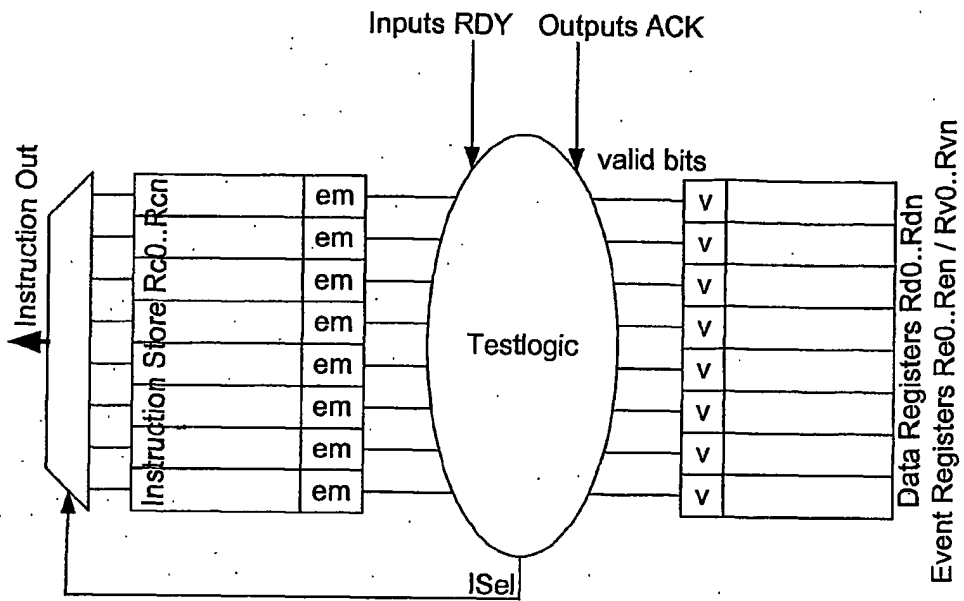 Inputs RDY
Outputs ACK
valid bits
Instruction Out
Instruction Store Rc0...Rcn
em
em
em
em
em
em
em
em
Testlogic
v
v
v
v
v
v
v
v
Data Registers Rd0..Rdn
Event Registers Re0..Ren / Rv0..Rvn
ISel